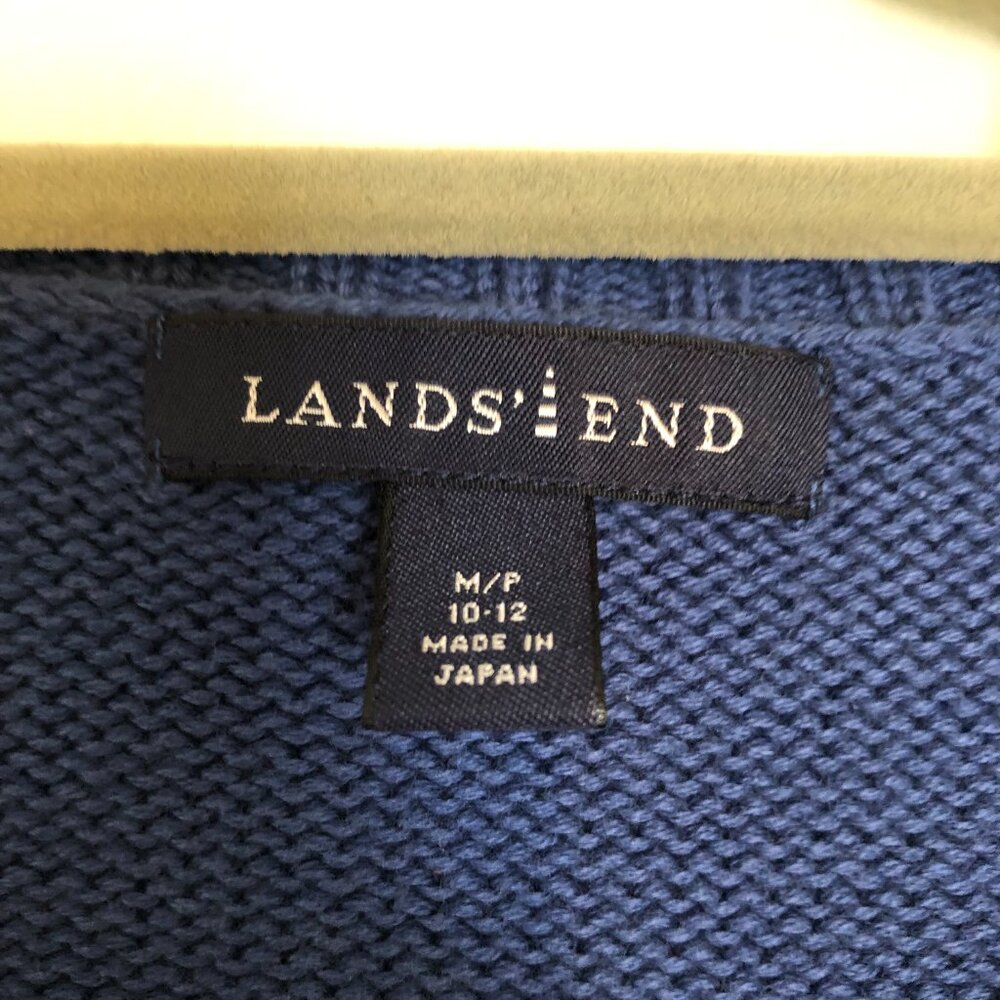 LANDS' END
M/P
10-12
MADE IN
JAPAN